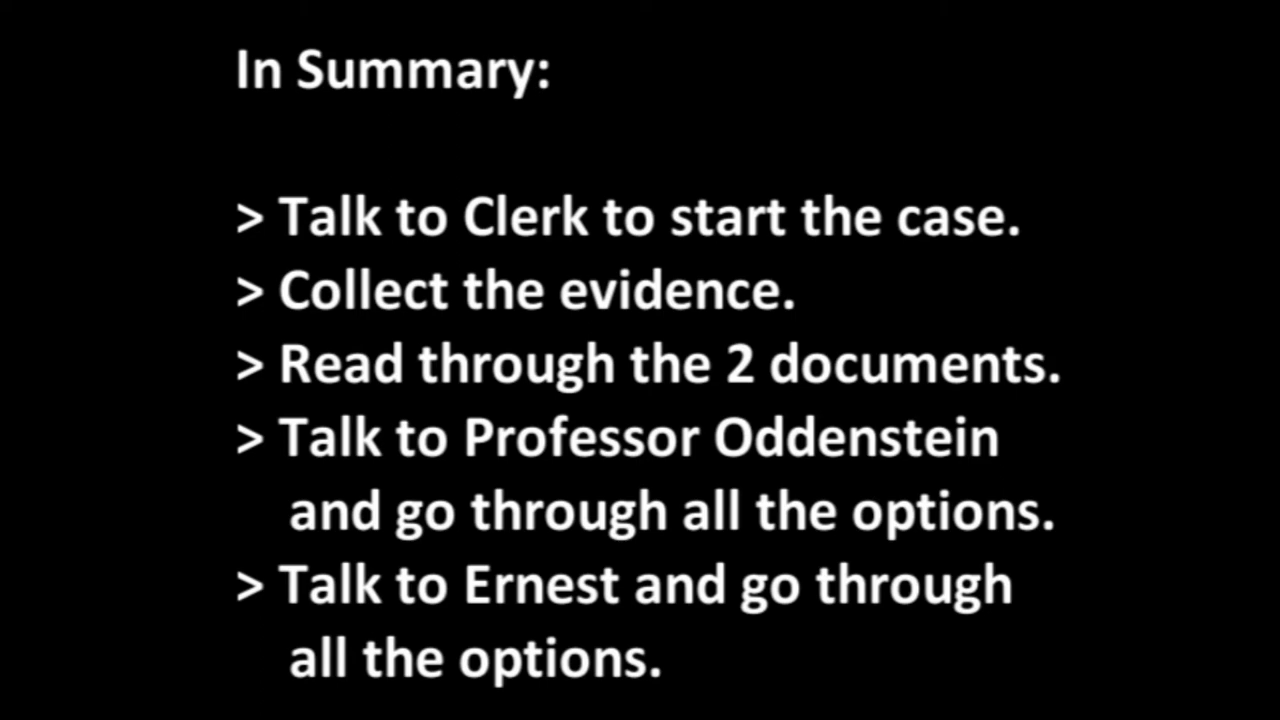 In Summary:
> Talk to Clerk to start the case.
> Collect the evidence.
> Read through the 2 documents.
> Talk to Professor Oddenstein
and go through all the options.
> Talk to Ernest and go through
all the options.